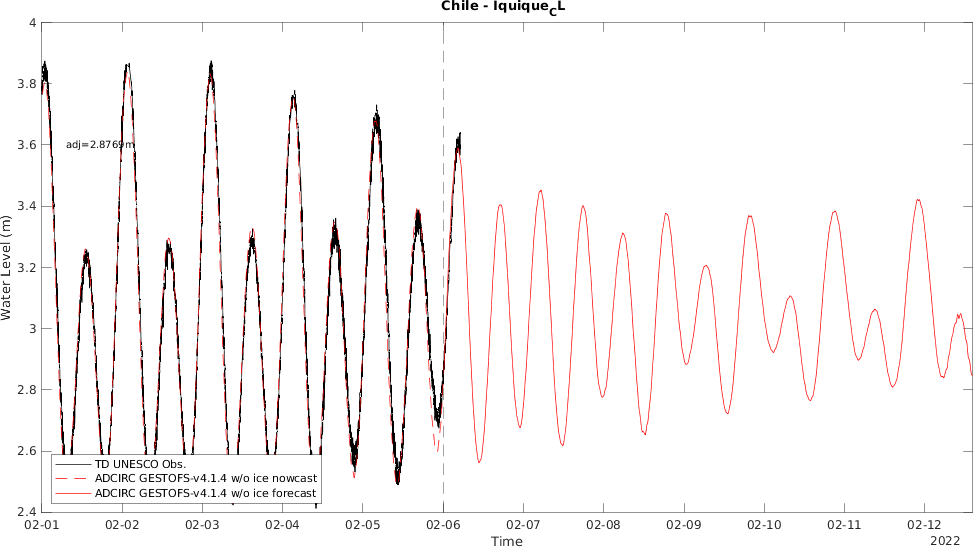 Chile - Iquique_CL
4
3.8
3.6
3.4
3.2
3
2.8
2.6
2.4
Water Level (m)
adj=2.8769m
TD UNESCO Obs.
ADCIRC GESTOFS-v4.1.4 w/o ice nowcast
ADCIRC GESTOFS-v4.1.4 w/o ice forecast
02-01 02-02 02-03 02-04 02-05 02-06 02-07 02-08 02-09 02-10 02-11 02-12
Time
2022